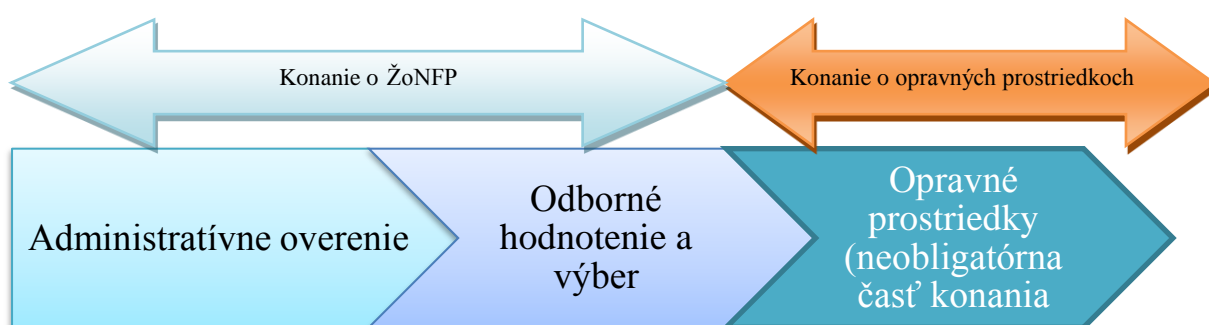 Konanie o ŽoNFP
Konanie o opravných prostriedkoch
Administratívne overenie
Odborné
hodnotenie a
výber
Opravné
prostriedky
(neobligatórna
časť konania